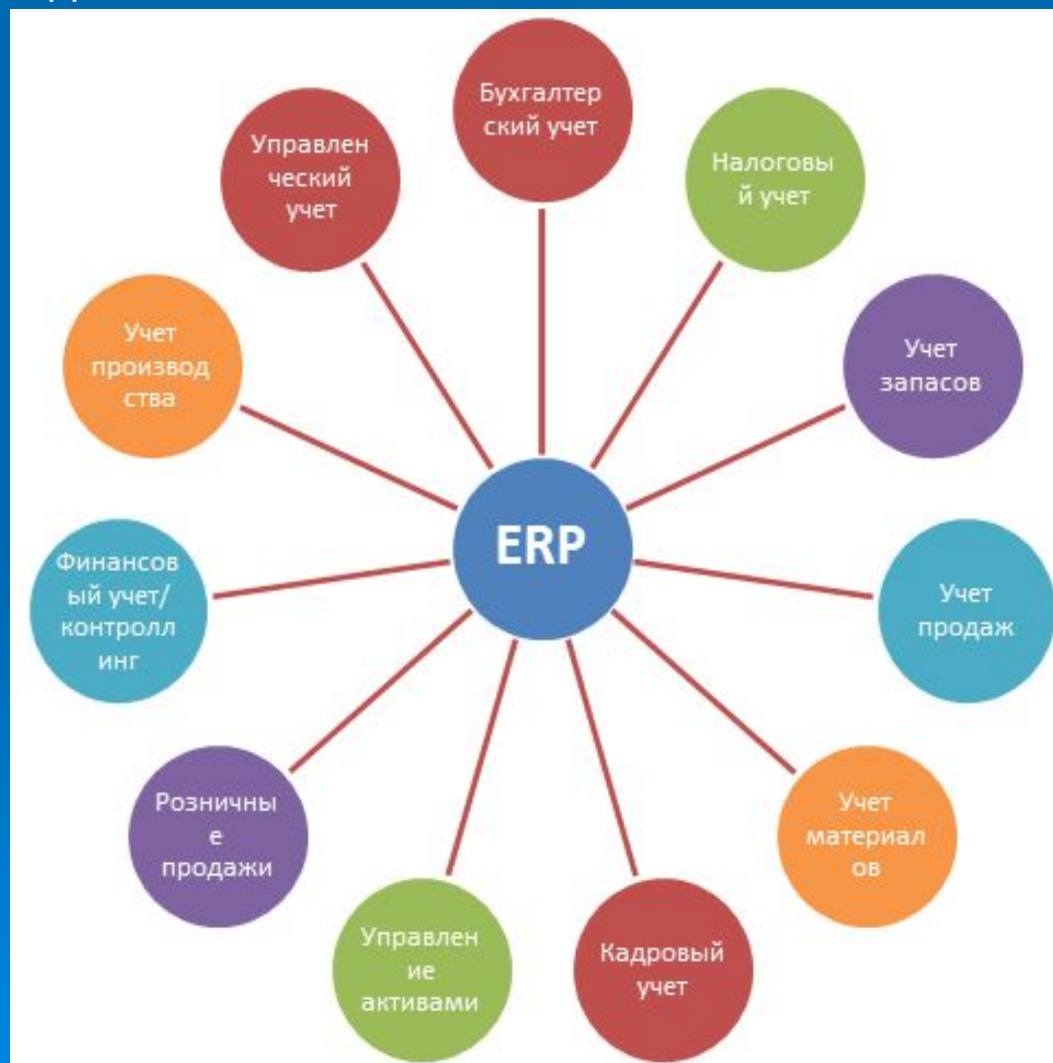 Бухгалтер
ский учет
Налоговы
й учет
Учет
запасов
Учет
продаж
Учет
материал
ов
Кадровый
учет
Управлен
ие
активами
Розничны
е
продажи
Финансов
ый учет/
контролл
инг
Учет
производ
ства
Управлен
ческий
учет
ERP